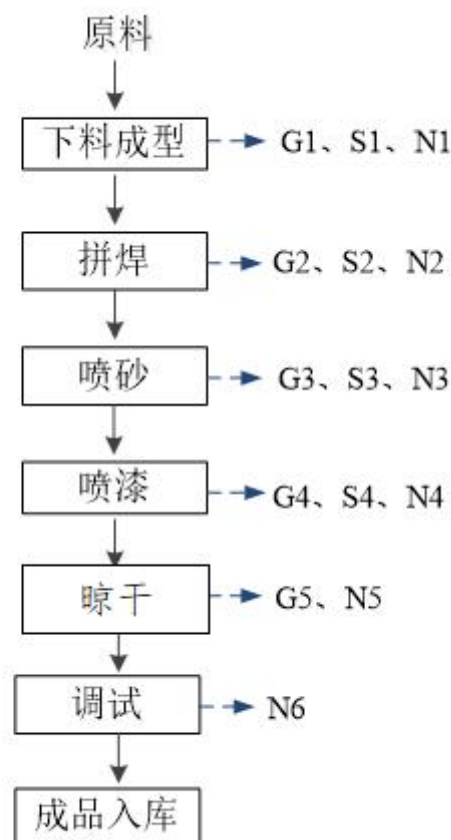 原料
下料成型 G1、S1、N1
拼焊 G2、S2、N2
喷砂 G3、S3、N3
喷漆 G4、S4、N4
晾干 G5、N5
调试 N6
成品入库